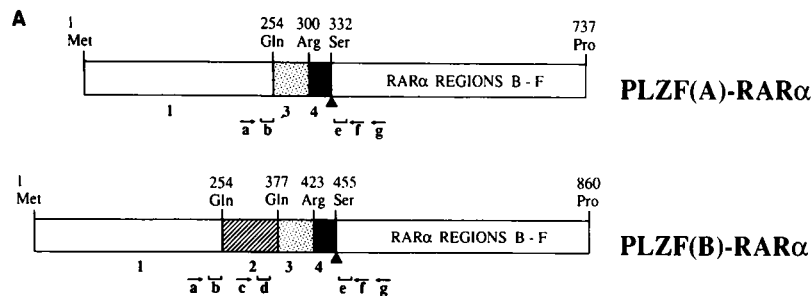 A
1 254 300 332 737
Met Gln Arg Ser Pro
RARα REGIONS B - F
PLZF(A)-RARα
1 3 4
a b e f g
1 254 377 423 455 860
Met Gln Gln Arg Ser Pro
RARα REGIONS B - F
PLZF(B)-RARα
1 2 3 4
a b c d e f g